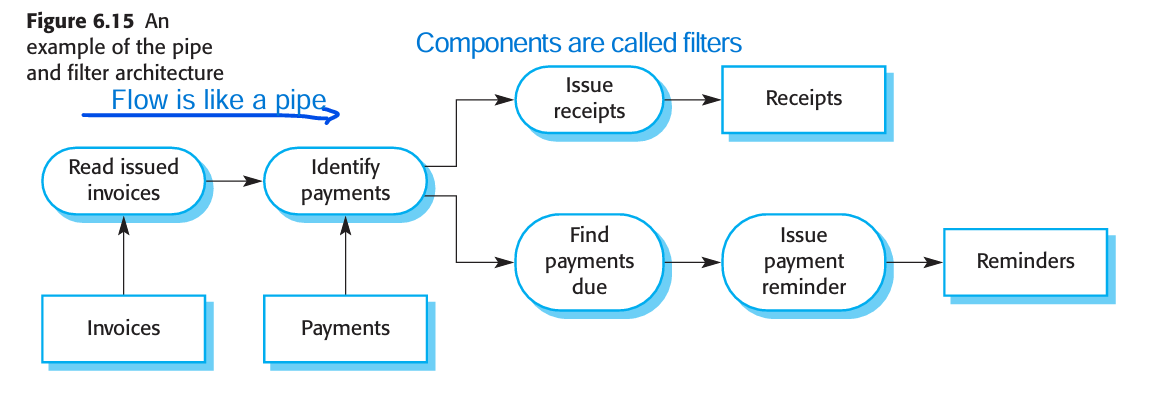 Figure 6.15 An
example of the pipe
and filter architecture
Components are called filters
Flow is like a pipe
Issue
receipts
Receipts
Read issued
invoices
Identify
payments
Find
payments
due
Issue
payment
reminder
Reminders
Invoices
Payments